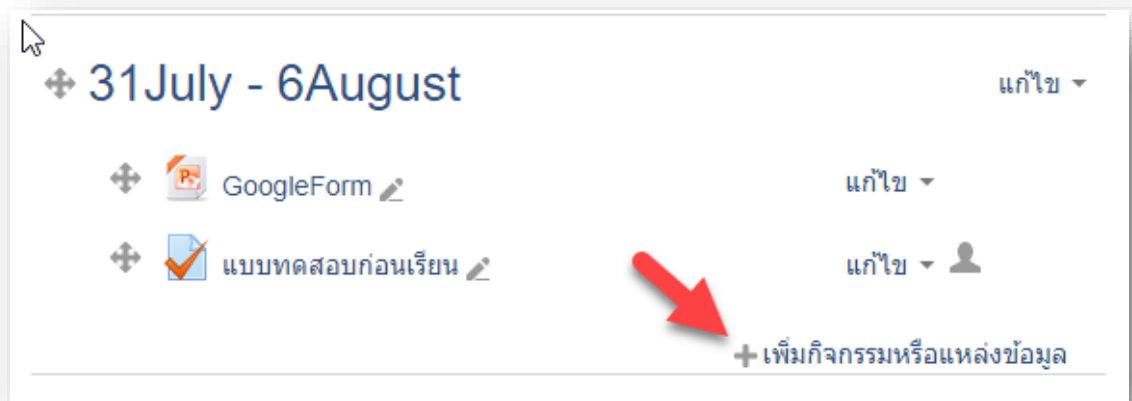 31July - 6August แก้ไข
GoogleForm แก้ไข
แบบทดสอบก่อนเรียน แก้ไข
เพิ่มกิจกรรมหรือแหล่งข้อมูล